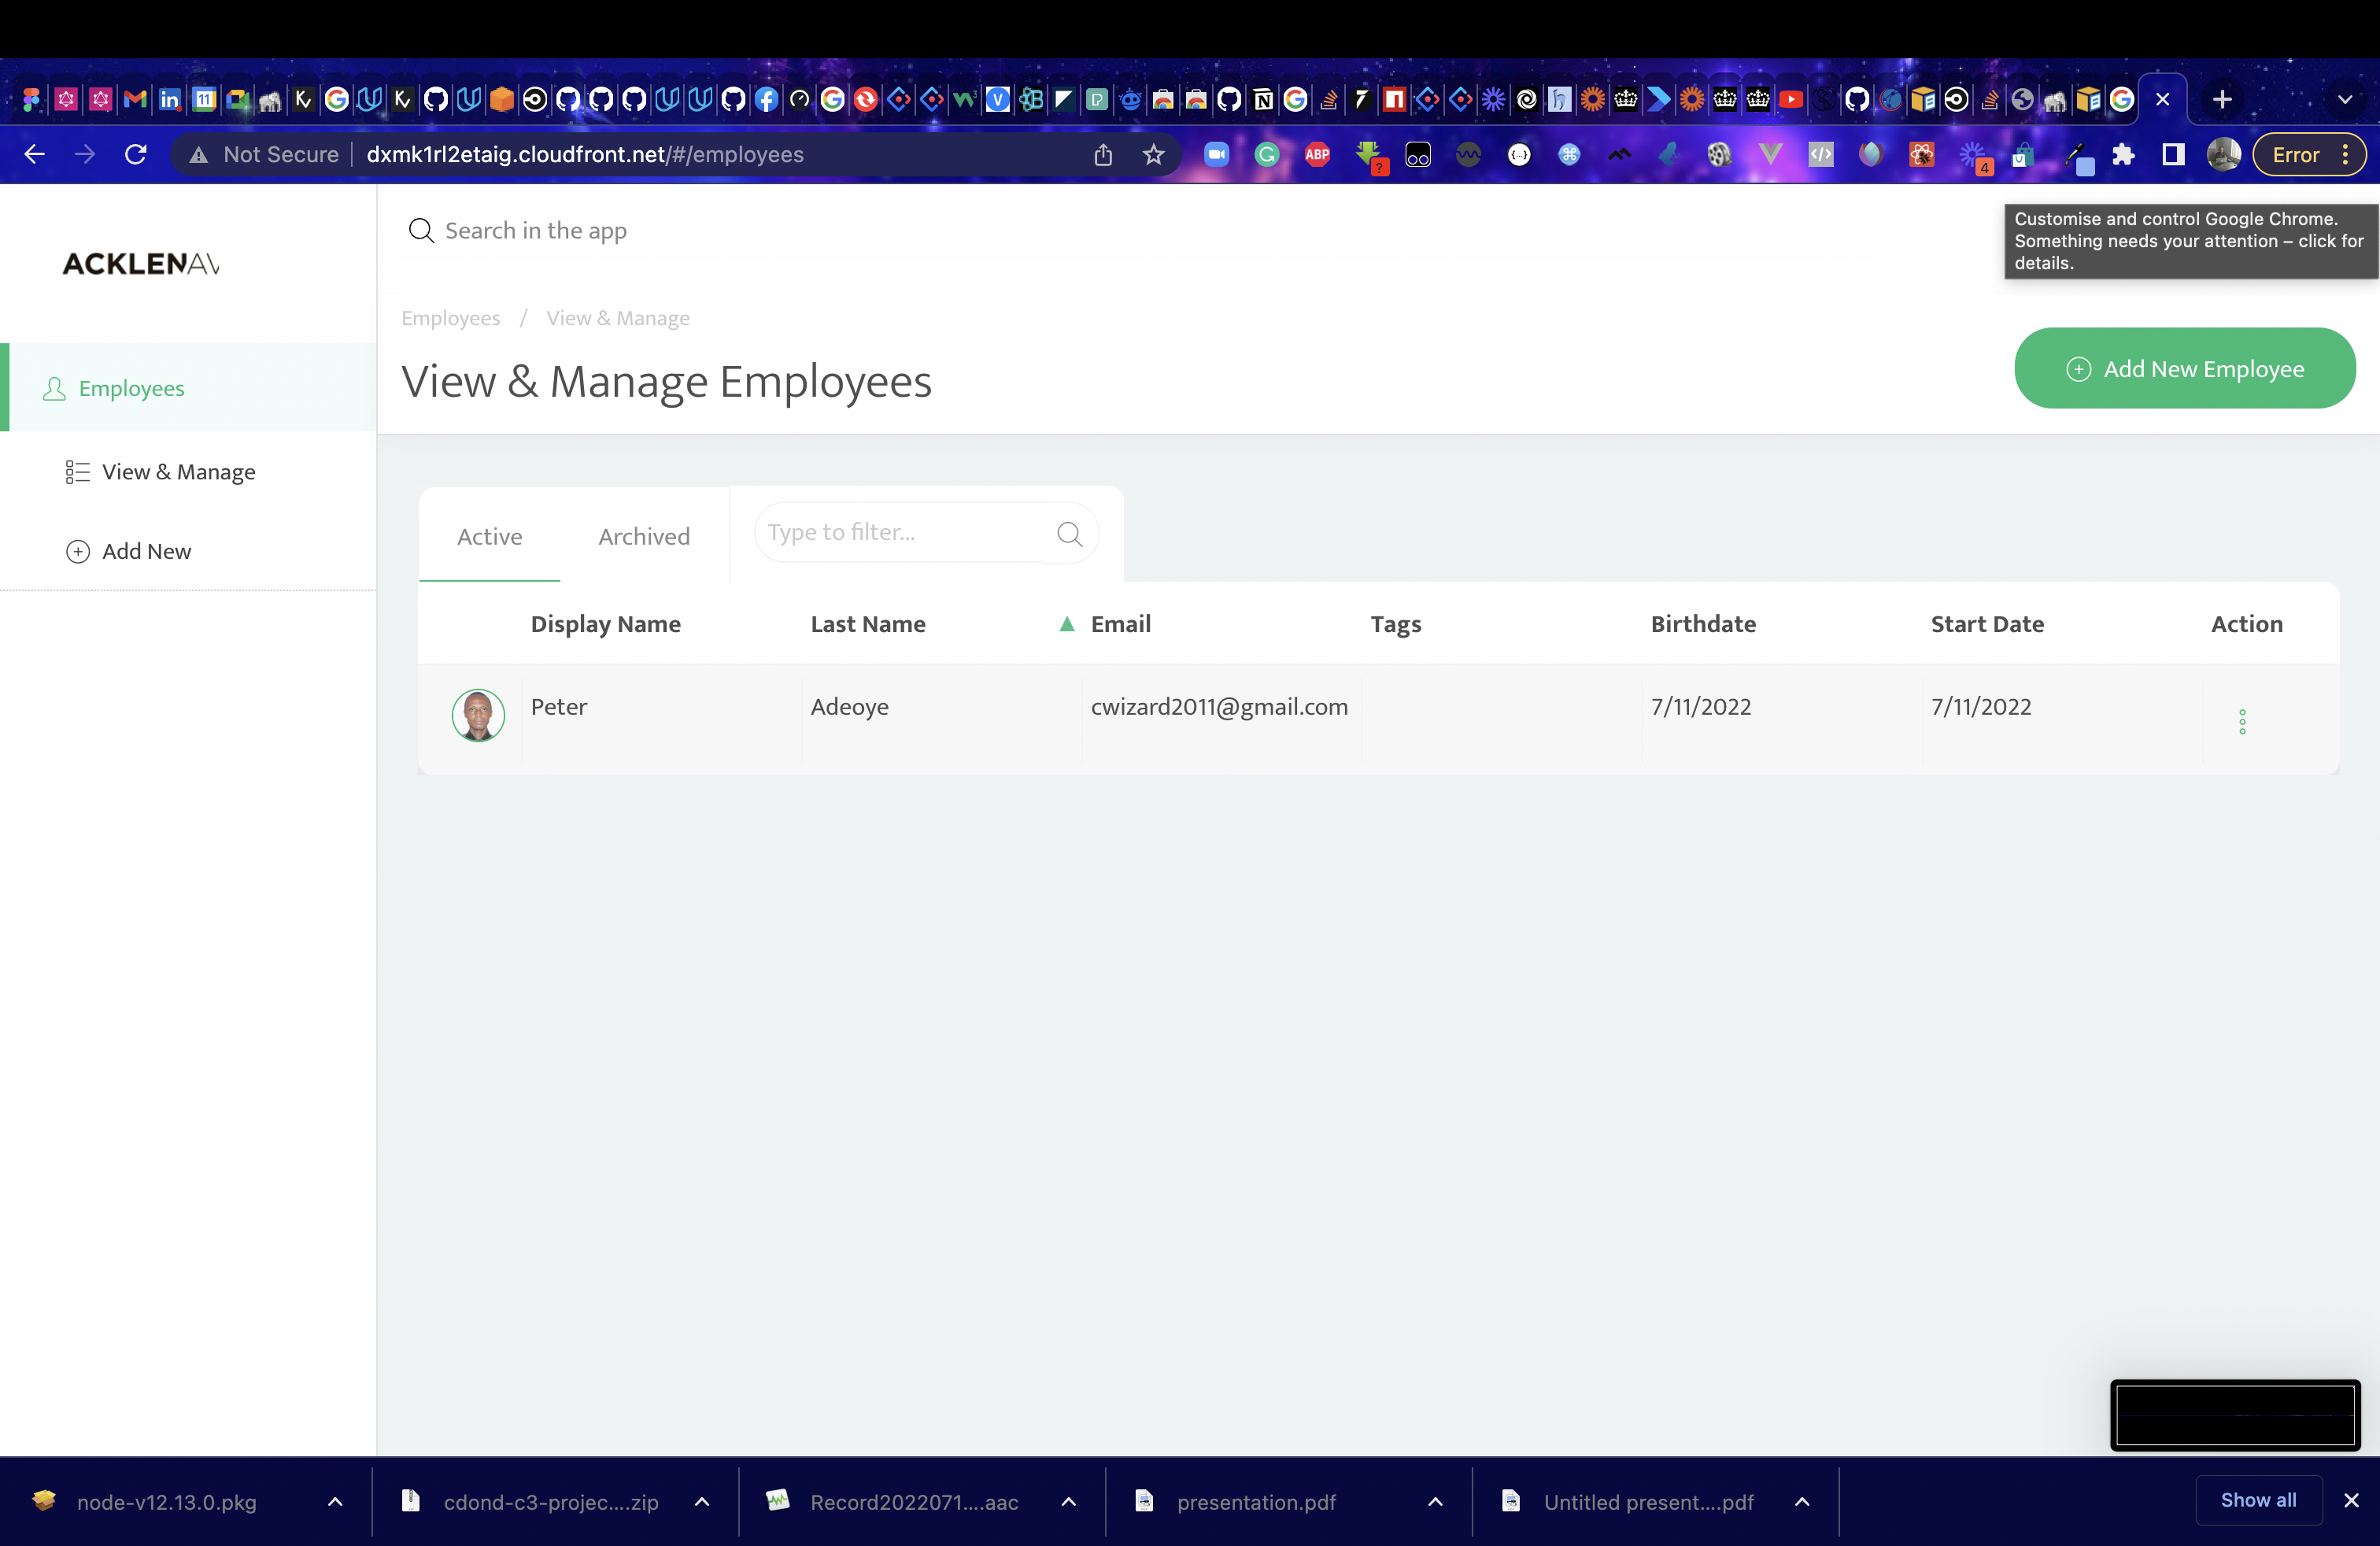 Not Secure
dxmk1rl2etaig.cloudfront.net/#/employees
ABP
?
4
Error
Customise and control Google Chrome.
Something needs your attention – click for
details.
ACKLENAV
Search in the app
Employees / View & Manage
View & Manage Employees
Add New Employee
Employees
View & Manage
Add New
Active
Archived
Type to filter...
Display Name
Last Name
Email
Tags
Birthdate
Start Date
Action
Peter
Adeoye
cwizard2011@gmail.com
7/11/2022
7/11/2022
node-v12.13.0.pkg
cdond-c3-projec....zip
Record2022071....aac
presentation.pdf
Untitled present....pdf
Show all